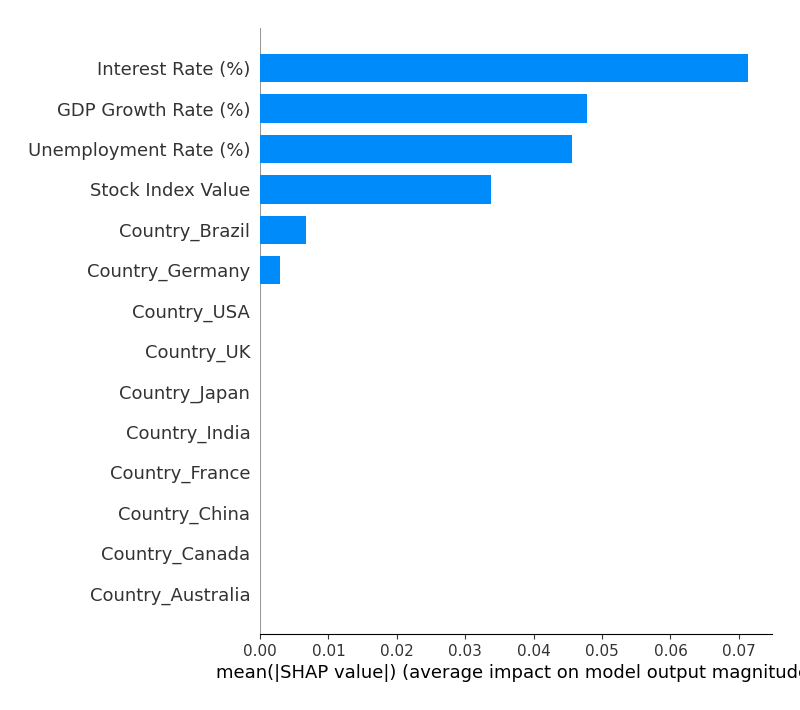 Interest Rate (%)
GDP Growth Rate (%)
Unemployment Rate (%)
Stock Index Value
Country_Brazil
Country_Germany
Country_USA
Country_UK
Country_Japan
Country_India
Country_France
Country_China
Country_Canada
Country_Australia
0.00 0.01 0.02 0.03 0.04 0.05 0.06 0.07
mean(|SHAP value|) (average impact on model output magnitude